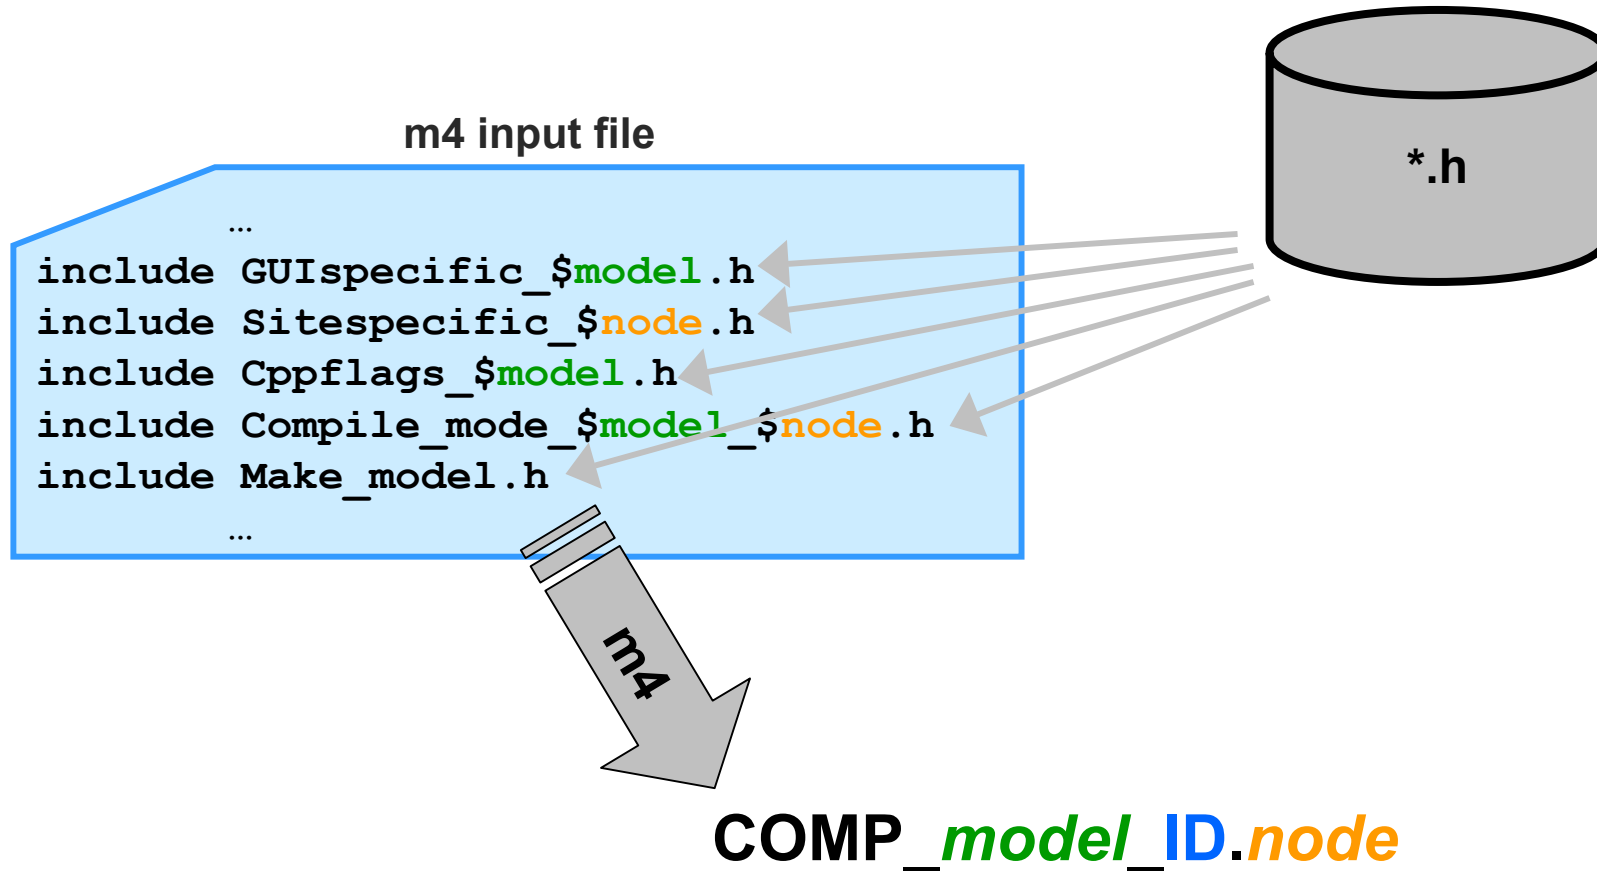 m4 input file
*.h
…
include GUIspecific_$model.h
include Sitespecific_$node.h
include Cppflags_$model.h
include Compile_mode_$model_$node.h
include Make_model.h
…
m4
COMP_model_ID.node